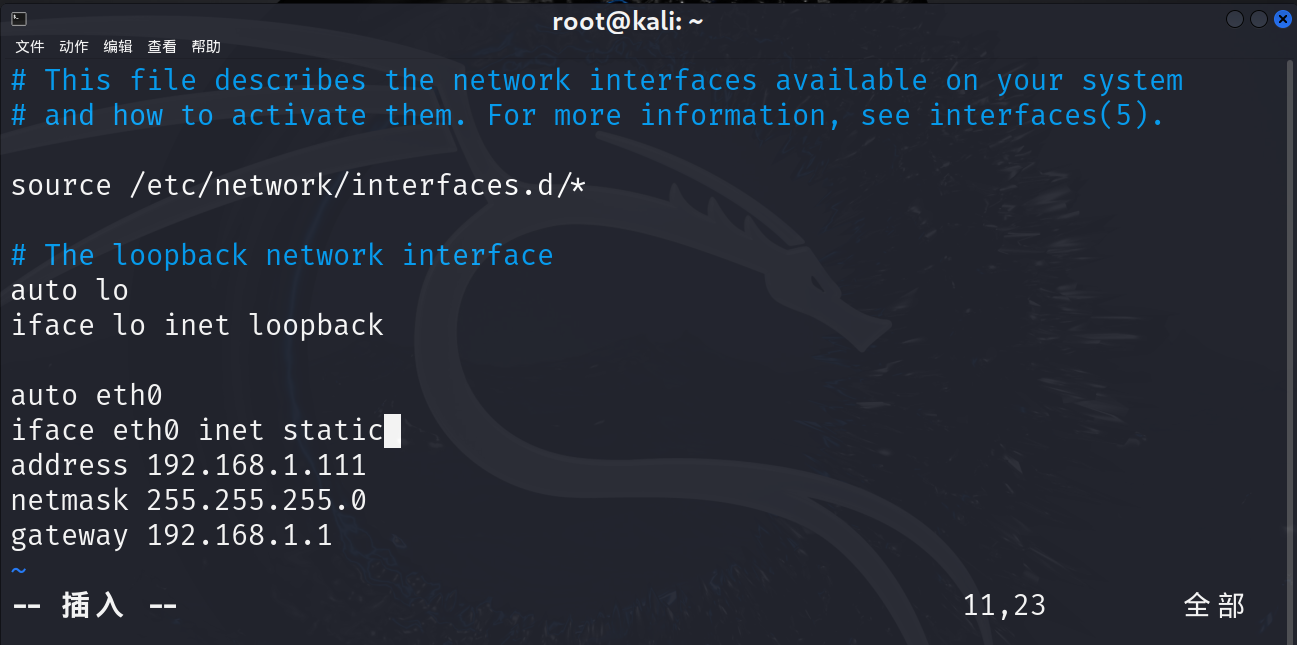 root@kali: ~
文件 动作 编辑 查看 帮助
# This file describes the network interfaces available on your system
# and how to activate them. For more information, see interfaces(5).
source /etc/network/interfaces.d/*
# The loopback network interface
auto lo
iface lo inet loopback
auto eth0
iface eth0 inet static
address 192.168.1.111
netmask 255.255.255.0
gateway 192.168.1.1
~
-- 插入 -- 11,23 全部